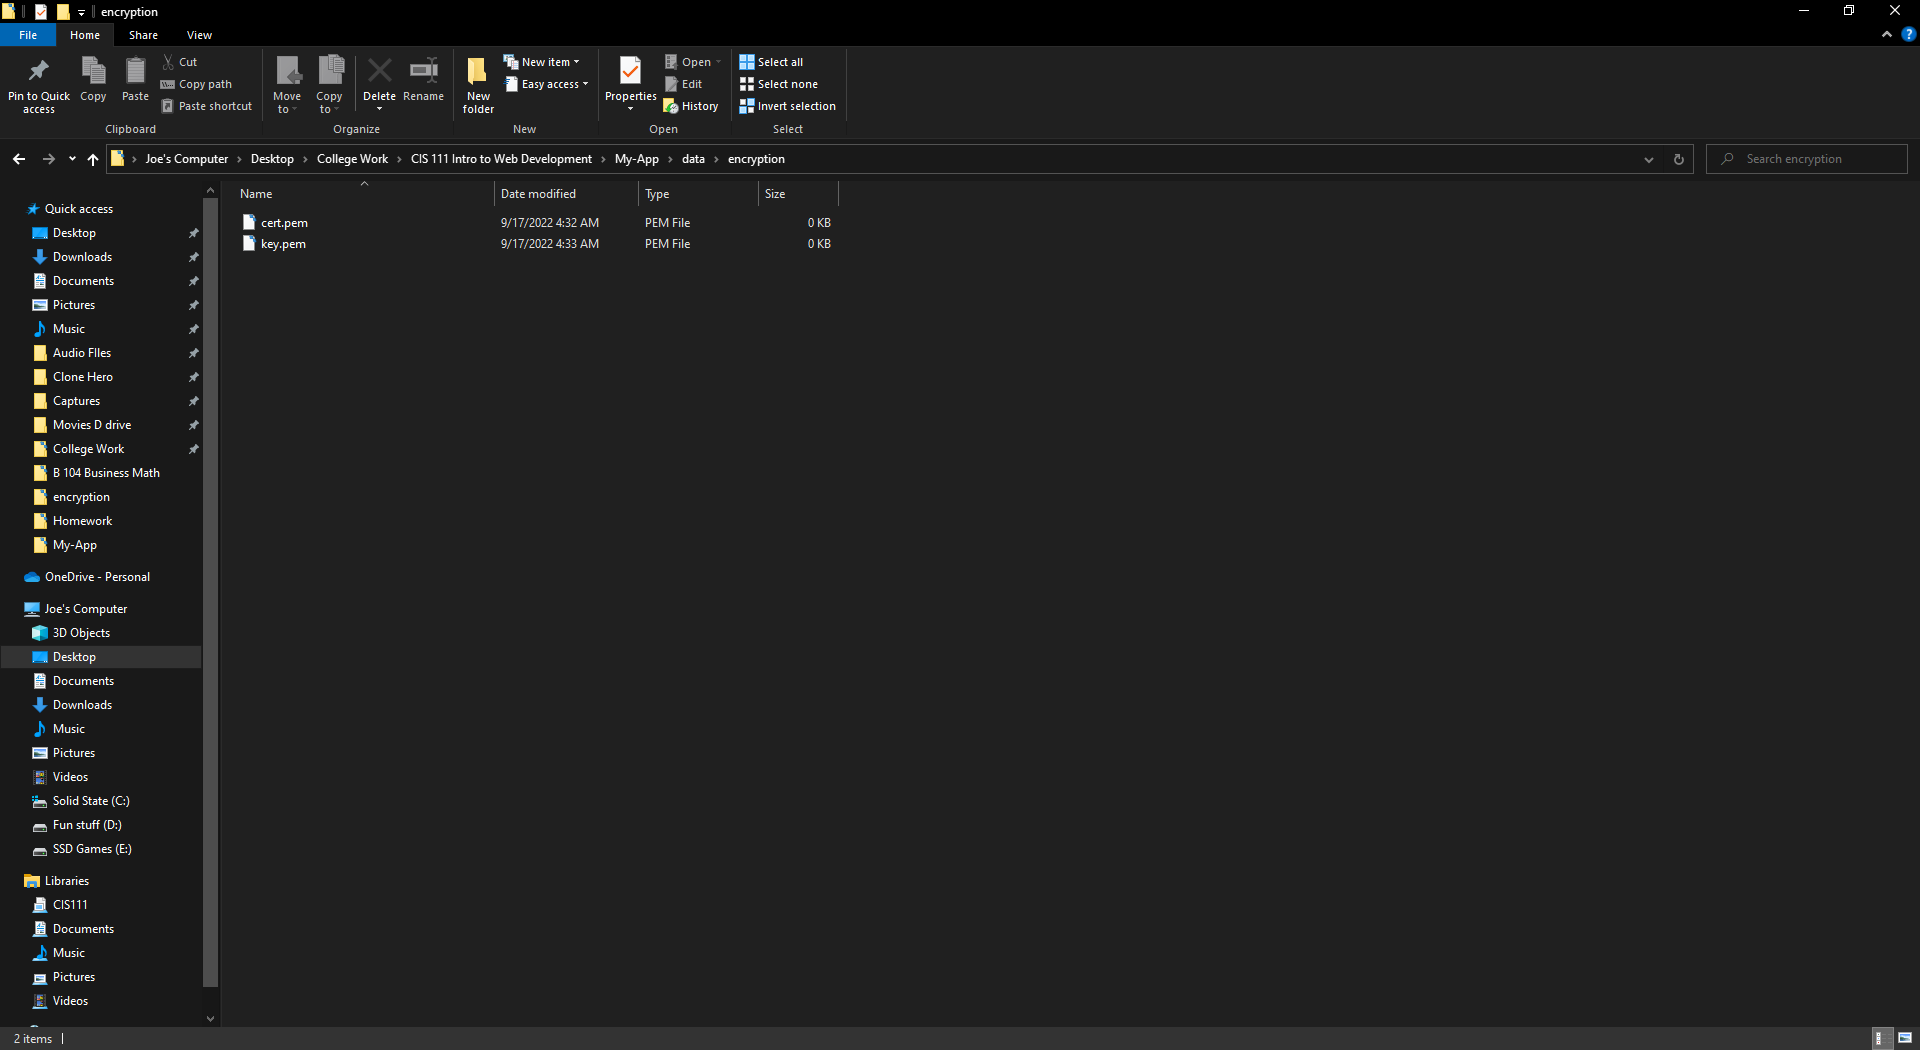 encryption
File Home Share View
Pin to Quick access
Copy
Paste
Cut
Copy path
Paste shortcut
Clipboard
Move to
Copy to
Delete
Rename
Organize
New folder
New item
Easy access
New
Properties
Open
Edit
History
Open
Select all
Select none
Invert selection
Select
Joe's Computer Desktop College Work CIS 111 Intro to Web Development My-App data encryption
Search encryption
Name Date modified Type Size
cert.pem 9/17/2022 4:32 AM PEM File 0 KB
key.pem 9/17/2022 4:33 AM PEM File 0 KB
Quick access
Desktop
Downloads
Documents
Pictures
Music
Audio FIles
Clone Hero
Captures
Movies D drive
College Work
B 104 Business Math
encryption
Homework
My-App
OneDrive - Personal
Joe's Computer
3D Objects
Desktop
Documents
Downloads
Music
Pictures
Videos
Solid State (C:)
Fun stuff (D:)
SSD Games (E:)
Libraries
CIS111
Documents
Music
Pictures
Videos
2 items